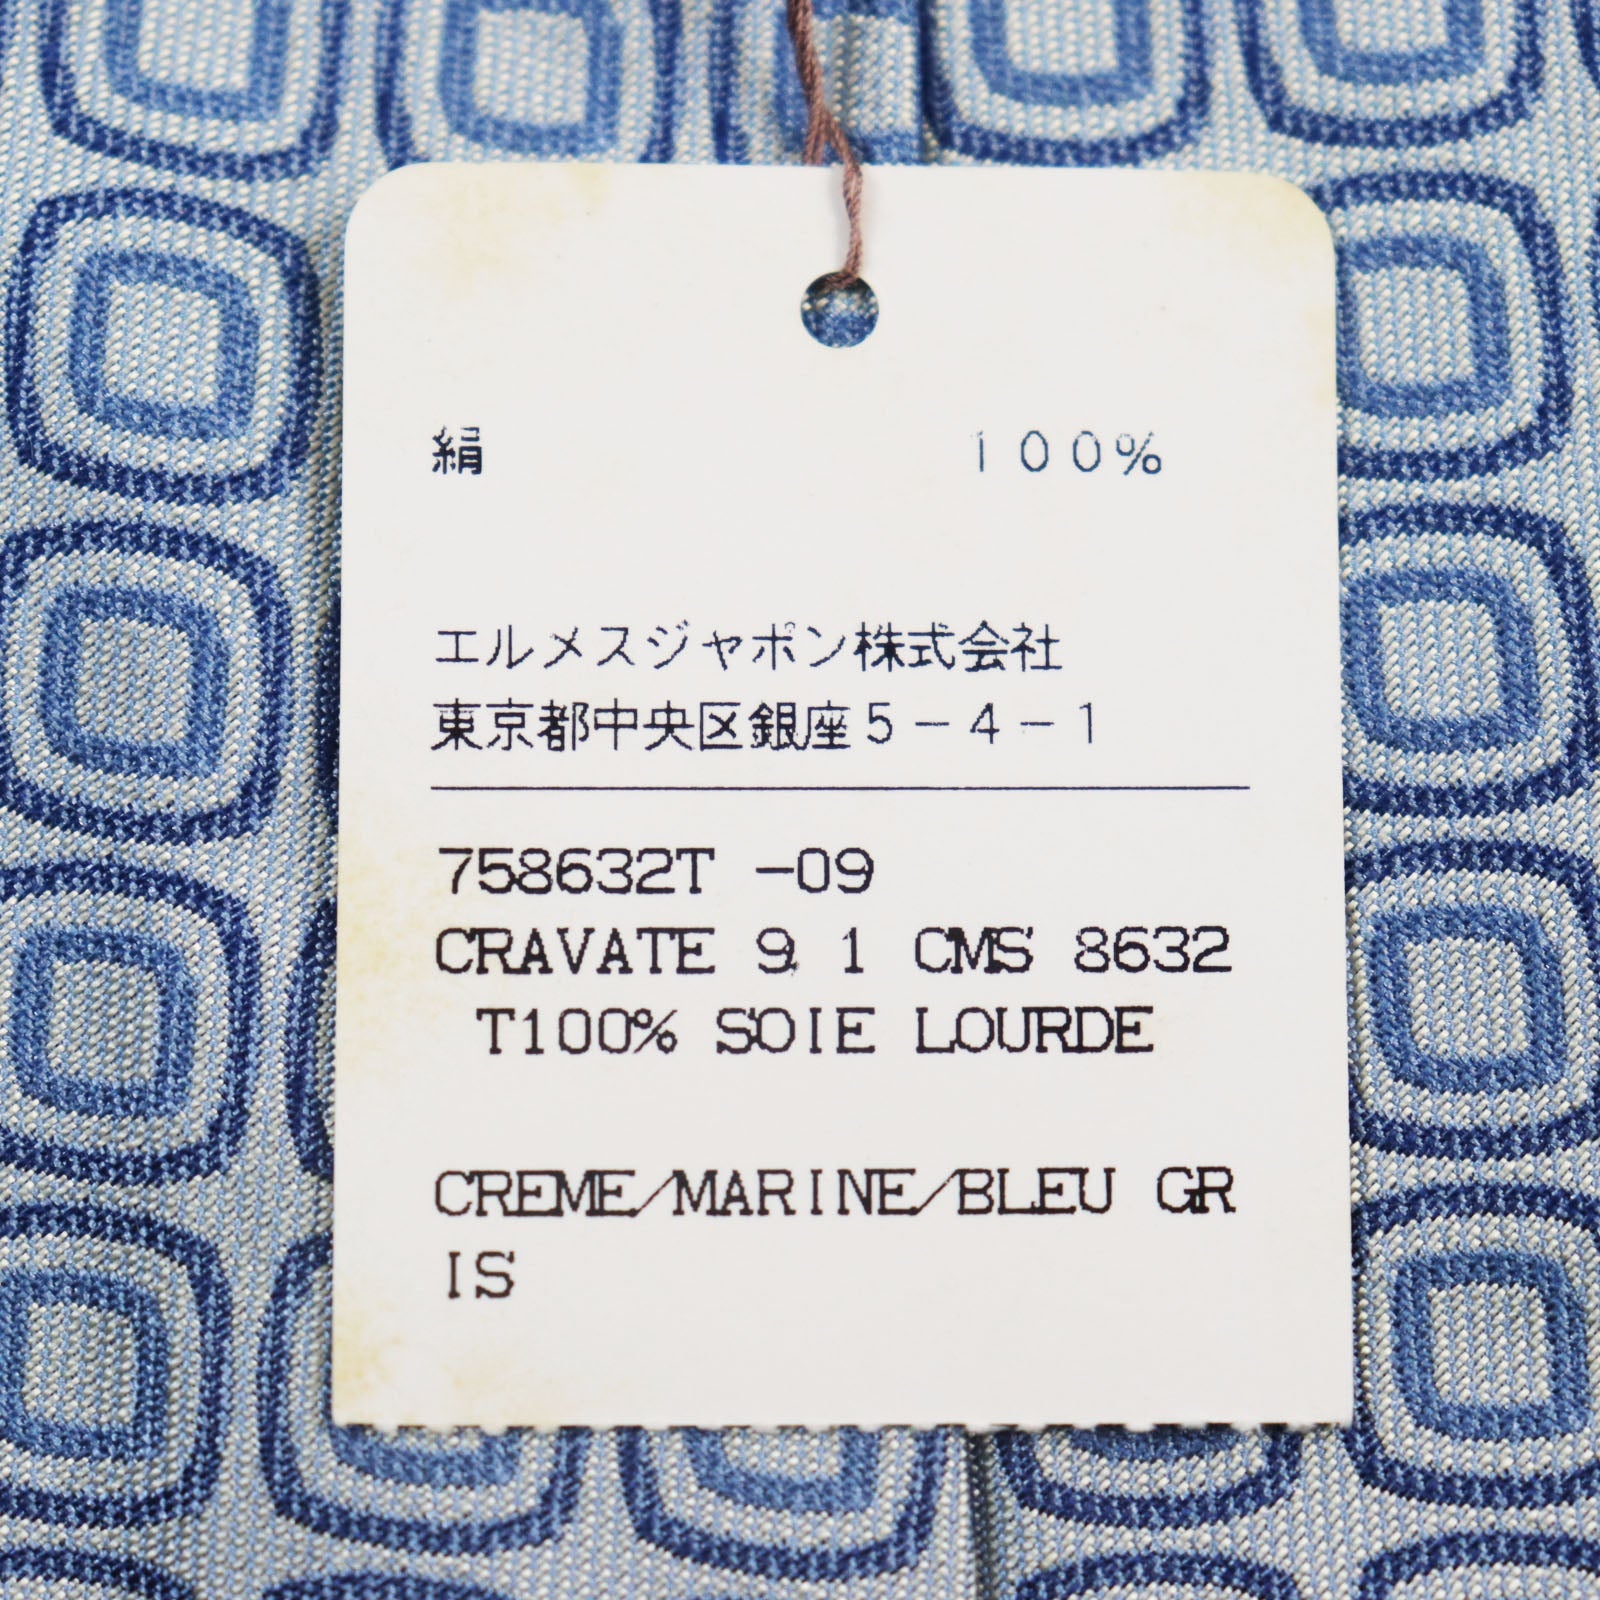 絹 １００％
エルメスジャポン株式会社
東京都中央区銀座５－４－１
758632T -09
CRAVATE 9,1 CMS 8632
T100% SOIE LOURDE
CREME/MARINE/BLEU GR
IS